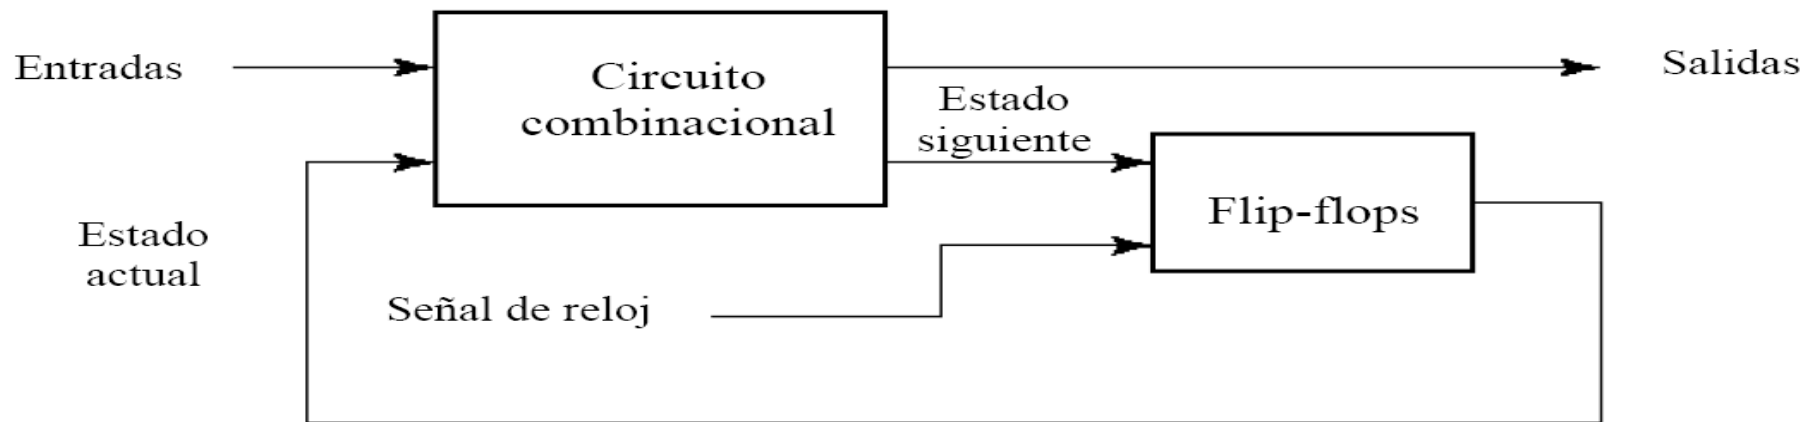 Entradas
Circuito
combinacional
Salidas
Estado
siguiente
Flip-flops
Estado
actual
Señal de reloj